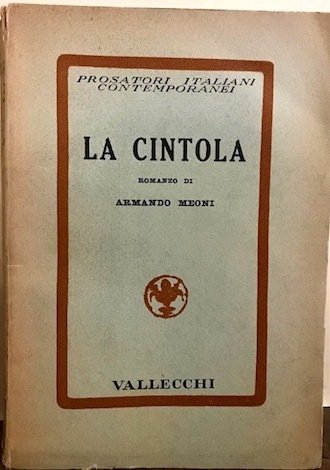 PROSATORI ITALIANI
CONTEMPORANEI
LA CINTOLA
ROMANZO DI
ARMANDO MEONI
VALLECCHI